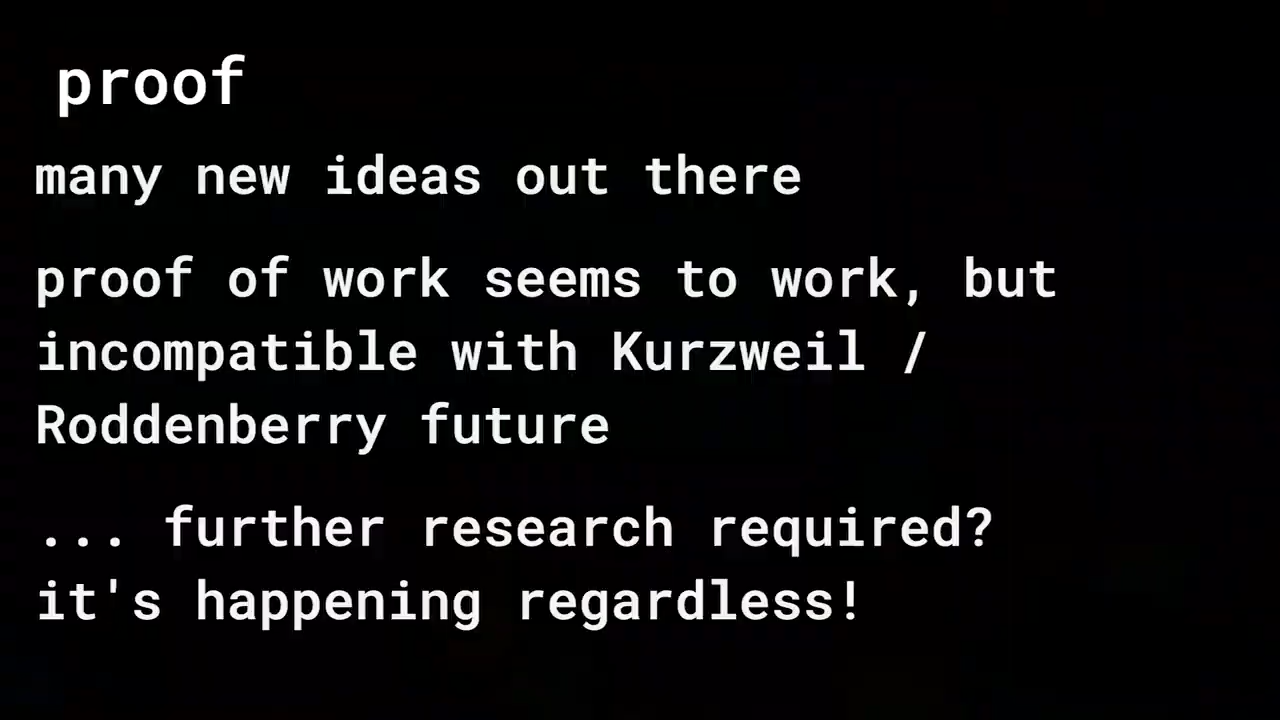 proof
many new ideas out there
proof of work seems to work, but
incompatible with Kurzweil /
Roddenberry future
... further research required?
it's happening regardless!